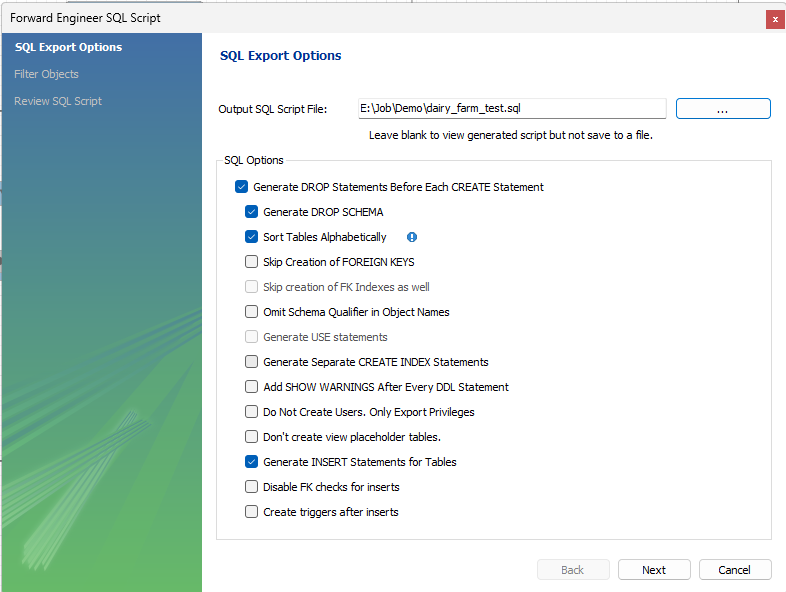 Forward Engineer SQL Script
x
SQL Export Options
Filter Objects
Review SQL Script
SQL Export Options
Output SQL Script File: E:\Job\Demo\dairy_farm_test.sql ...
Leave blank to view generated script but not save to a file.
SQL Options
Generate DROP Statements Before Each CREATE Statement
Generate DROP SCHEMA
Sort Tables Alphabetically
Skip Creation of FOREIGN KEYS
Skip creation of FK Indexes as well
Omit Schema Qualifier in Object Names
Generate USE statements
Generate Separate CREATE INDEX Statements
Add SHOW WARNINGS After Every DDL Statement
Do Not Create Users. Only Export Privileges
Don't create view placeholder tables.
Generate INSERT Statements for Tables
Disable FK checks for inserts
Create triggers after inserts
Back Next Cancel